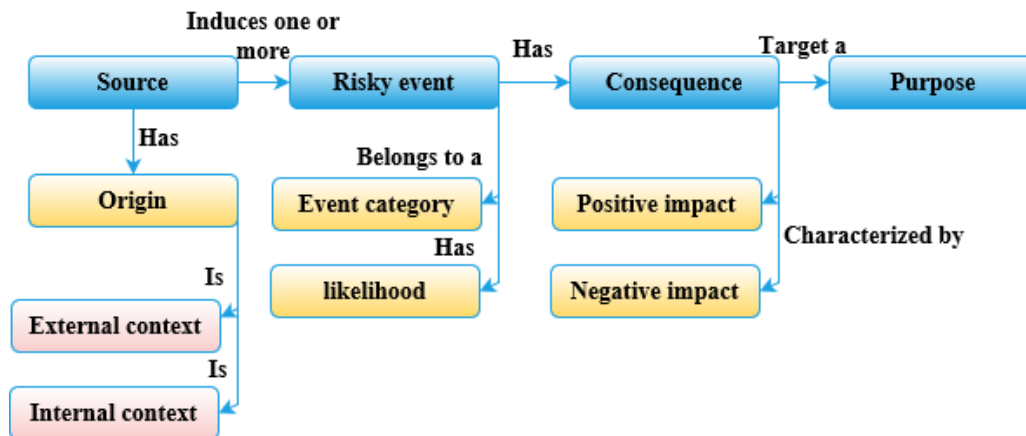 Induces one or
more
Has
Target a
Source
Risky event
Consequence
Purpose
Has
Belongs to a
Origin
Event category
Positive impact
Has
Characterized by
Is
likelihood
Negative impact
External context
Is
Internal context